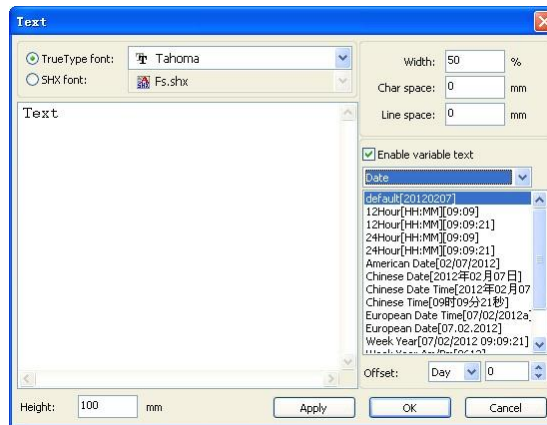 Text
TrueType font:
Tahoma
SHX font:
Fs.shx
Text
Width:
50
%
Char space:
0
mm
Line space:
0
mm
Enable variable text
Date
default[20120207]
12Hour[HH:MM][09:09]
12Hour[HH:MM][09:09:21]
24Hour[HH:MM][09:09]
24Hour[HH:MM][09:09:21]
American Date[02/07/2012]
Chinese Date[2012年02月07日]
Chinese Date Time[2012年02月07
Chinese Time[09时09分21秒]
European Date Time[07/02/2012a]
European Date[07.02.2012]
Week Year[07/02/2012 09:09:21]
Offset:
Day
0
Height:
100
mm
Apply
OK
Cancel